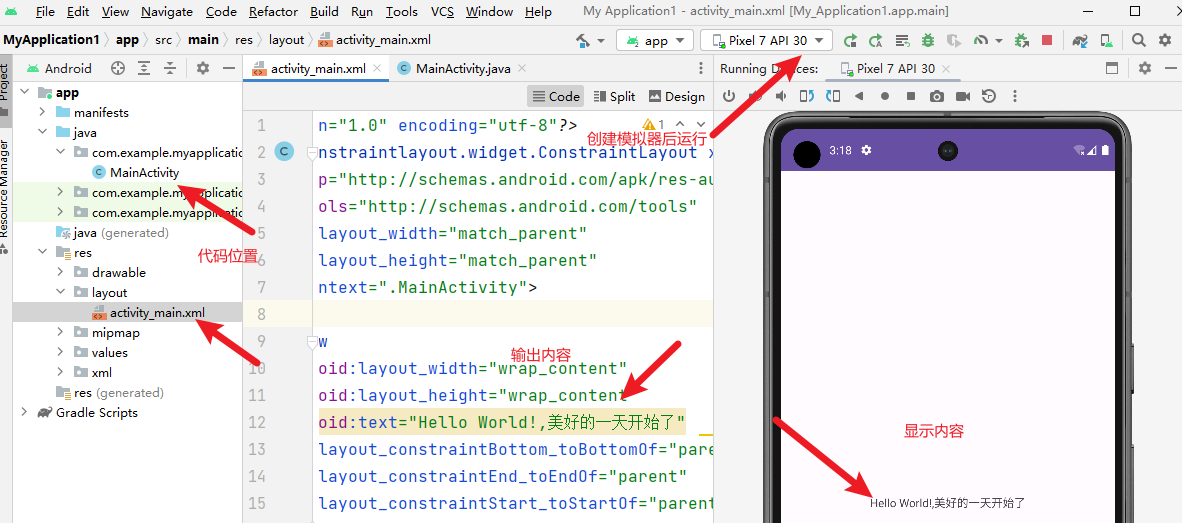 File Edit View Navigate Code Refactor Build Run Tools VCS Window Help My Application1 - activity_main.xml [My_Application1.app.main]
MyApplication1 app src main res layout activity_main.xml app Pixel 7 API 30
Android activity_main.xml MainActivity.java Running Devices: Pixel 7 API 30
Project
Resource Manager
Code Split Design
app
manifests
java
com.example.myapplication
MainActivity
com.example.myapplication
com.example.myapplication
java (generated)
res
drawable
layout
activity_main.xml
mipmap
values
xml
res (generated)
Gradle Scripts
代码位置
1 n="1.0" encoding="utf-8"?> 1
创建模拟器后运行
2 nstraintlayout.widget.ConstraintLayout x
3 p="http://schemas.android.com/apk/res-au
4 ols="http://schemas.android.com/tools"
5 layout_width="match_parent"
6 layout_height="match_parent"
7 ntext=".MainActivity">
8
9 w
输出内容
10 oid:layout_width="wrap_content"
11 oid:layout_height="wrap_content
12 oid:text="Hello World!,美好的一天开始了"
13 layout_constraintBottom_toBottomOf="pare
14 layout_constraintEnd_toEndOf="parent"
15 layout_constraintStart_toStartOf="parent
3:18
显示内容
Hello World!,美好的一天开始了